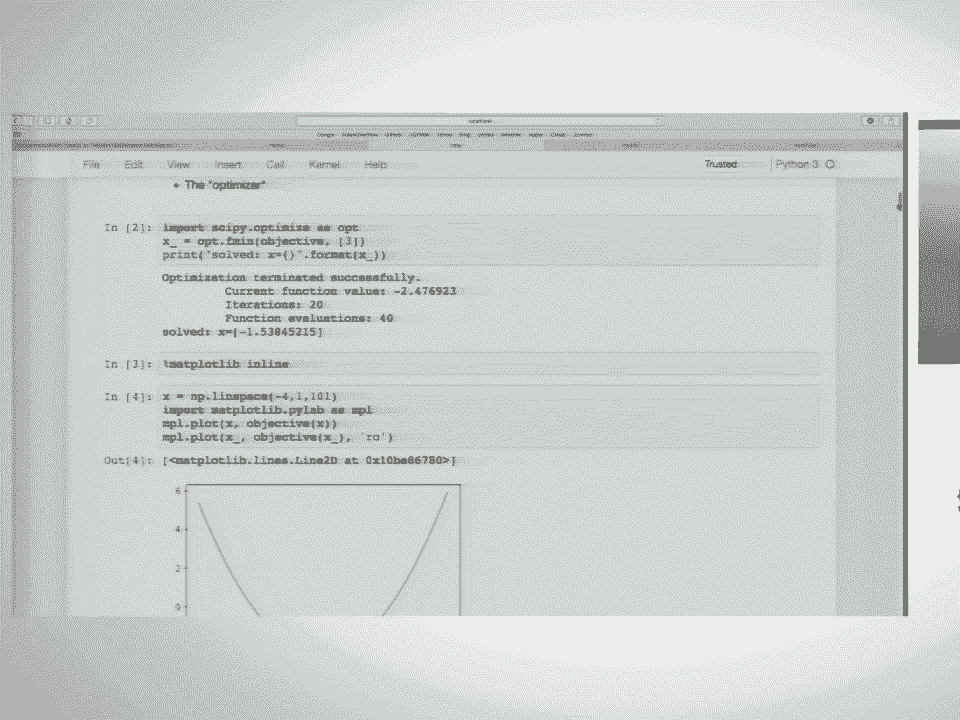 localhost
File Edit View Insert Cell Kernel Help Trusted Python 3
• The "optimizer"
In [2]: import scipy.optimize as opt
x_ = opt.fmin(objective, [3])
print("solved: x={}".format(x_))
Optimization terminated successfully.
Current function value: -2.476923
Iterations: 20
Function evaluations: 40
solved: x=[-1.53845215]
In [3]: %matplotlib inline
In [4]: x = np.linspace(-4,1,101)
import matplotlib.pylab as mpl
mpl.plot(x, objective(x))
mpl.plot(x_, objective(x_), 'ro')
Out[4]: [<matplotlib.lines.Line2D at 0x10be86780>]
6
4
2
0